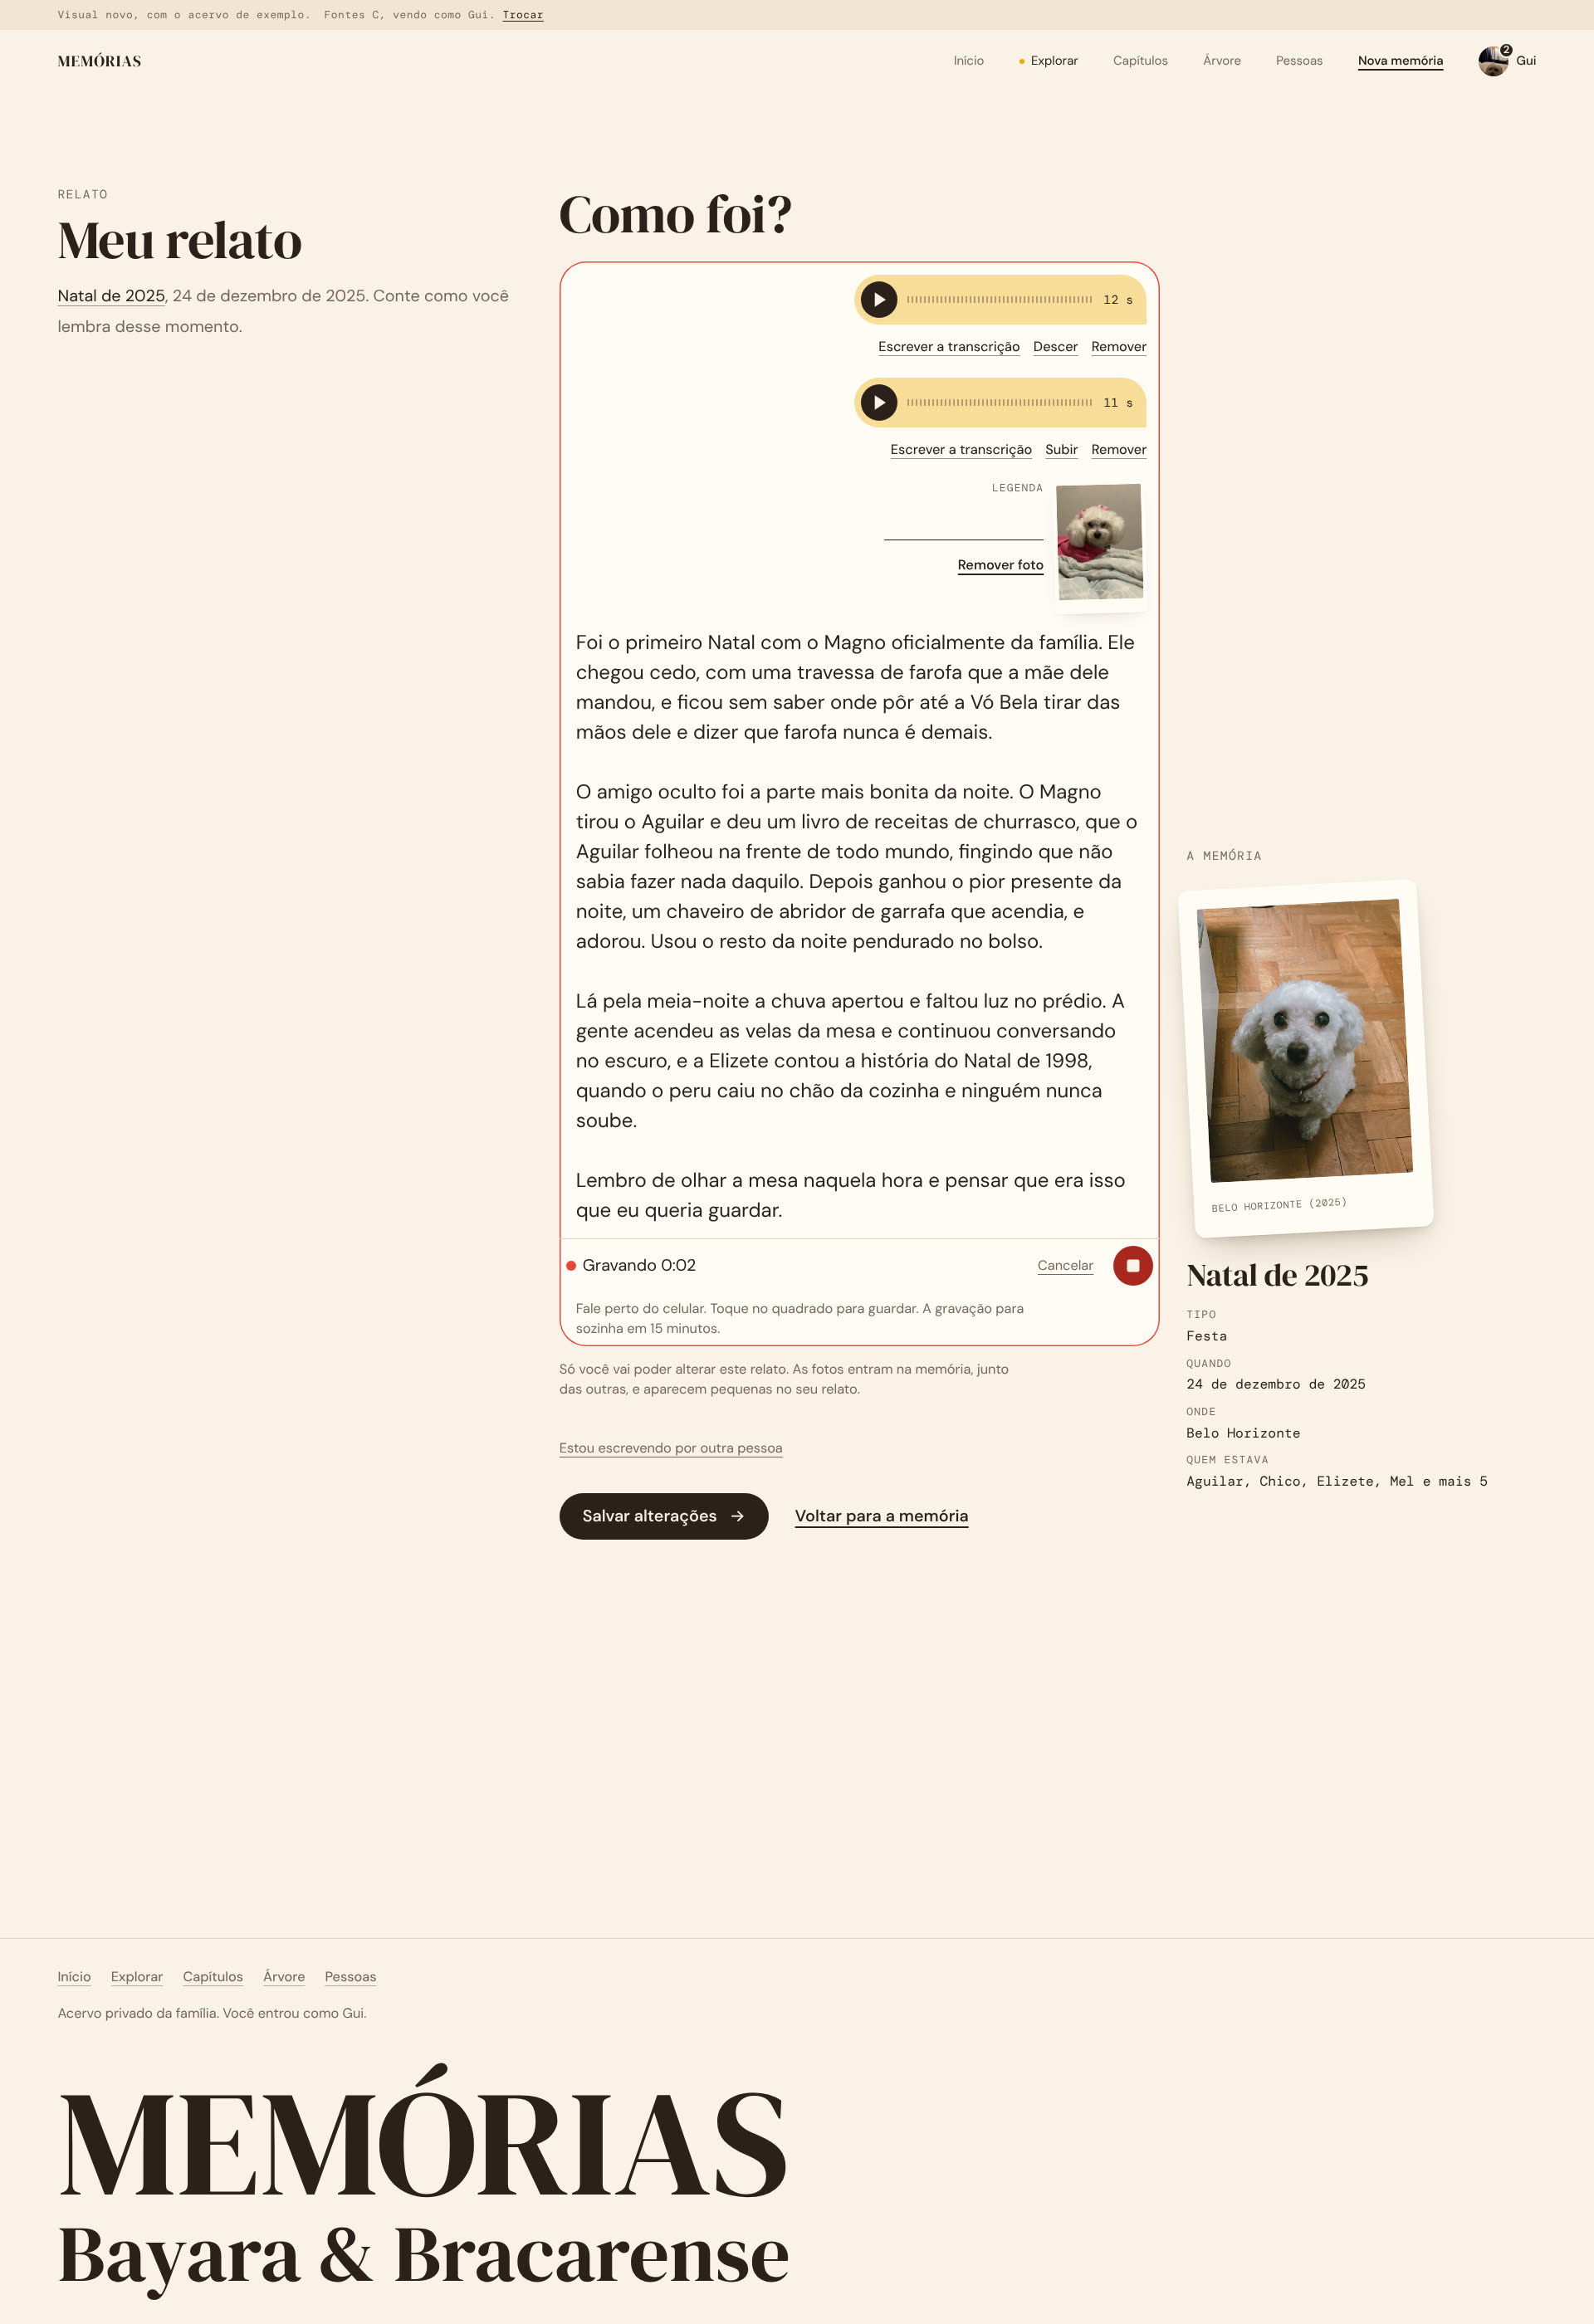 Visual novo, com o acervo de exemplo. Fontes C, vendo como Gui. Trocar
MEMÓRIAS
Início
Explorar
Capítulos
Árvore
Pessoas
Nova memória
2
Gui
RELATO
Meu relato
Natal de 2025, 24 de dezembro de 2025. Conte como você
lembra desse momento.
Como foi?
12 s
Escrever a transcrição Descer Remover
11 s
Escrever a transcrição Subir Remover
LEGENDA
Remover foto
Foi o primeiro Natal com o Magno oficialmente da família. Ele
chegou cedo, com uma travessa de farofa que a mãe dele
mandou, e ficou sem saber onde pôr até a Vó Bela tirar das
mãos dele e dizer que farofa nunca é demais.
O amigo oculto foi a parte mais bonita da noite. O Magno
tirou o Aguilar e deu um livro de receitas de churrasco, que o
Aguilar folheou na frente de todo mundo, fingindo que não
sabia fazer nada daquilo. Depois ganhou o pior presente da
noite, um chaveiro de abridor de garrafa que acendia, e
adorou. Usou o resto da noite pendurado no bolso.
Lá pela meia-noite a chuva apertou e faltou luz no prédio. A
gente acendeu as velas da mesa e continuou conversando
no escuro, e a Elizete contou a história do Natal de 1998,
quando o peru caiu no chão da cozinha e ninguém nunca
soube.
Lembro de olhar a mesa naquela hora e pensar que era isso
que eu queria guardar.
Gravando 0:02
Cancelar
Fale perto do celular. Toque no quadrado para guardar. A gravação para
sozinha em 15 minutos.
Só você vai poder alterar este relato. As fotos entram na memória, junto
das outras, e aparecem pequenas no seu relato.
Estou escrevendo por outra pessoa
Salvar alterações →
Voltar para a memória
A MEMÓRIA
BELO HORIZONTE (2025)
Natal de 2025
TIPO
Festa
QUANDO
24 de dezembro de 2025
ONDE
Belo Horizonte
QUEM ESTAVA
Aguilar, Chico, Elizete, Mel e mais 5
Início Explorar Capítulos Árvore Pessoas
Acervo privado da família. Você entrou como Gui.
MEMÓRIAS
Bayara & Bracarense